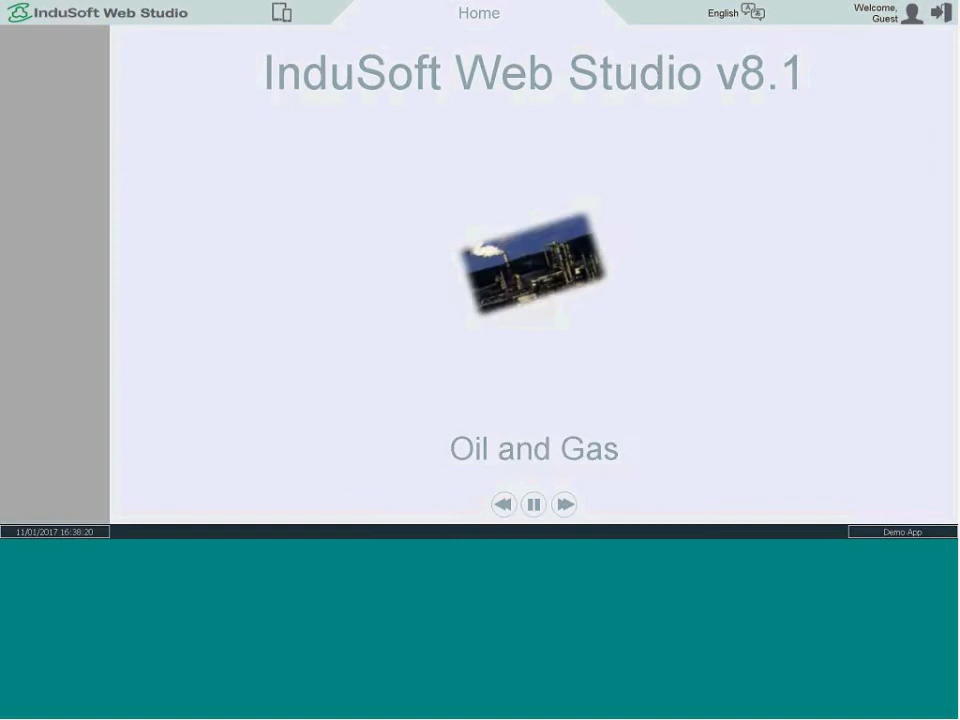 InduSoft Web Studio
Home
English
Welcome,
Guest
InduSoft Web Studio v8.1
Oil and Gas
11/01/2017 16:38:20
Demo App